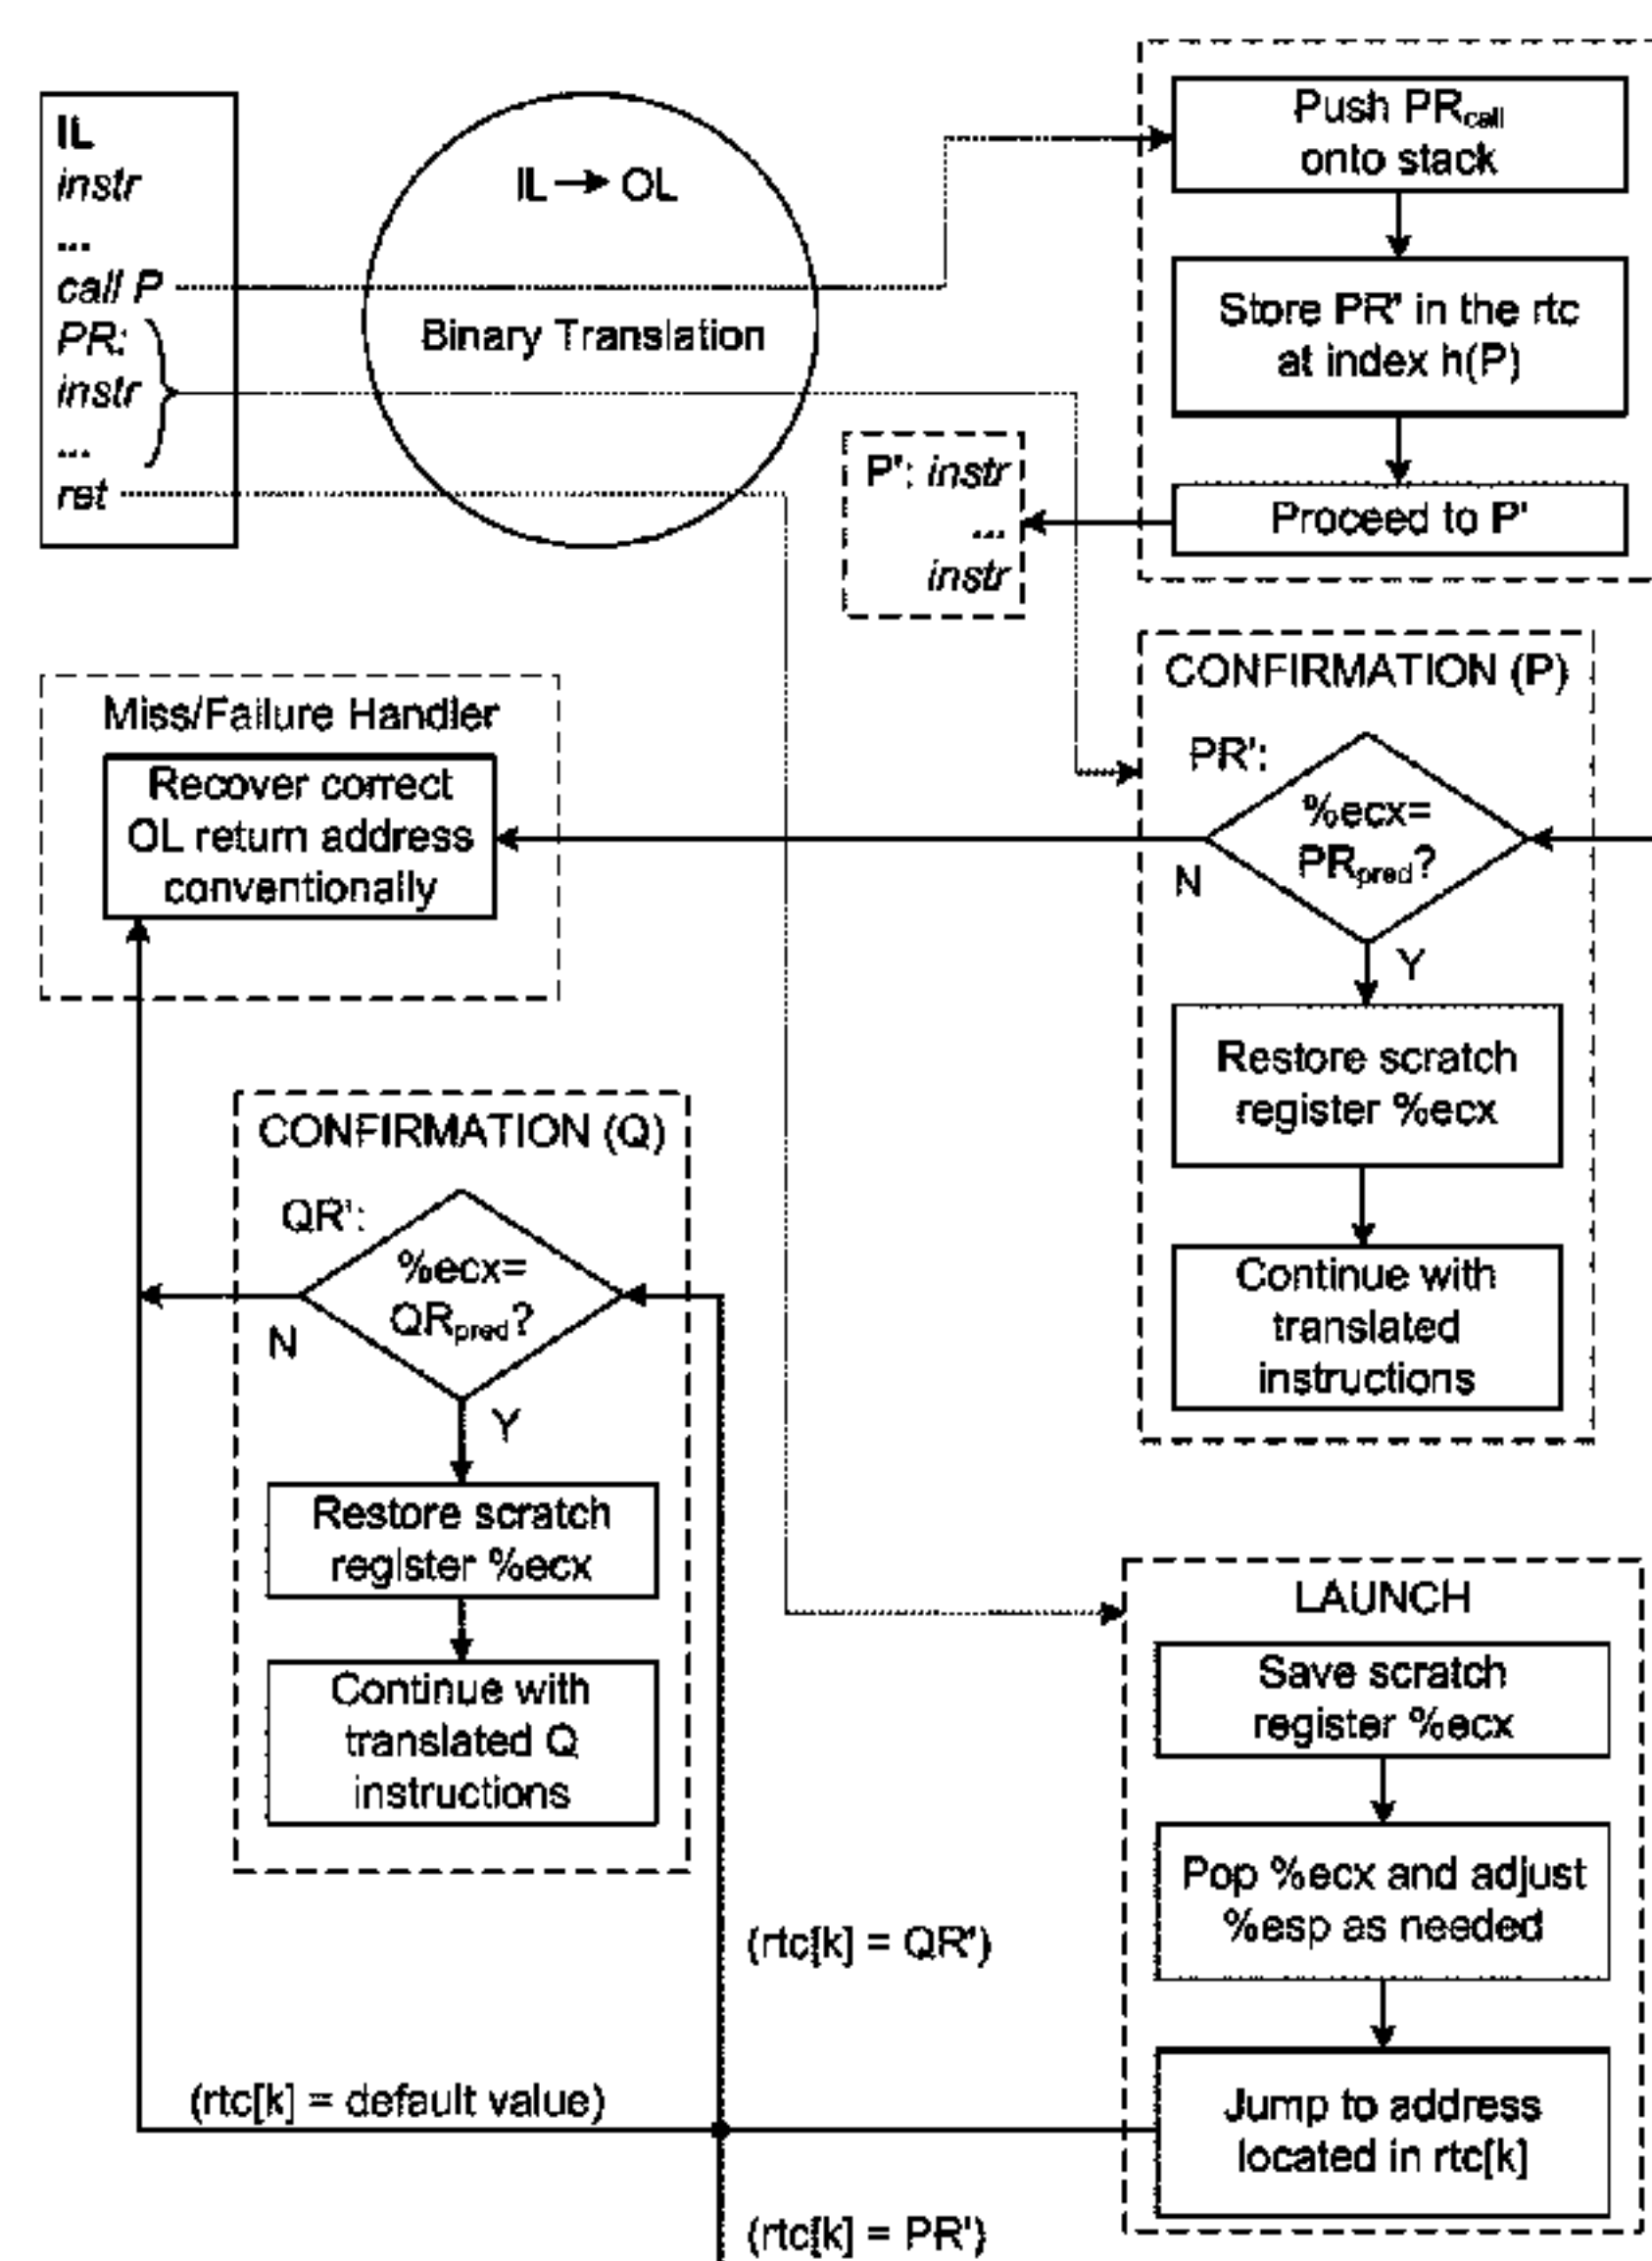 IL
instr
...
call P
PR:
instr
...
ret
IL → OL
Binary Translation
Push PRcall
onto stack
Store PR' in the rtc
at index h(P)
Proceed to P'
P': instr
...
instr
Miss/Failure Handler
Recover correct
OL return address
conventionally
CONFIRMATION (P)
PR':
%ecx=
PRpred?
N
Y
Restore scratch
register %ecx
Continue with
translated
instructions
CONFIRMATION (Q)
QR':
%ecx=
QRpred?
N
Y
Restore scratch
register %ecx
Continue with
translated Q
instructions
LAUNCH
Save scratch
register %ecx
Pop %ecx and adjust
%esp as needed
Jump to address
located in rtc[k]
(rtc[k] = QR')
(rtc[k] = default value)
(rtc[k] = PR')